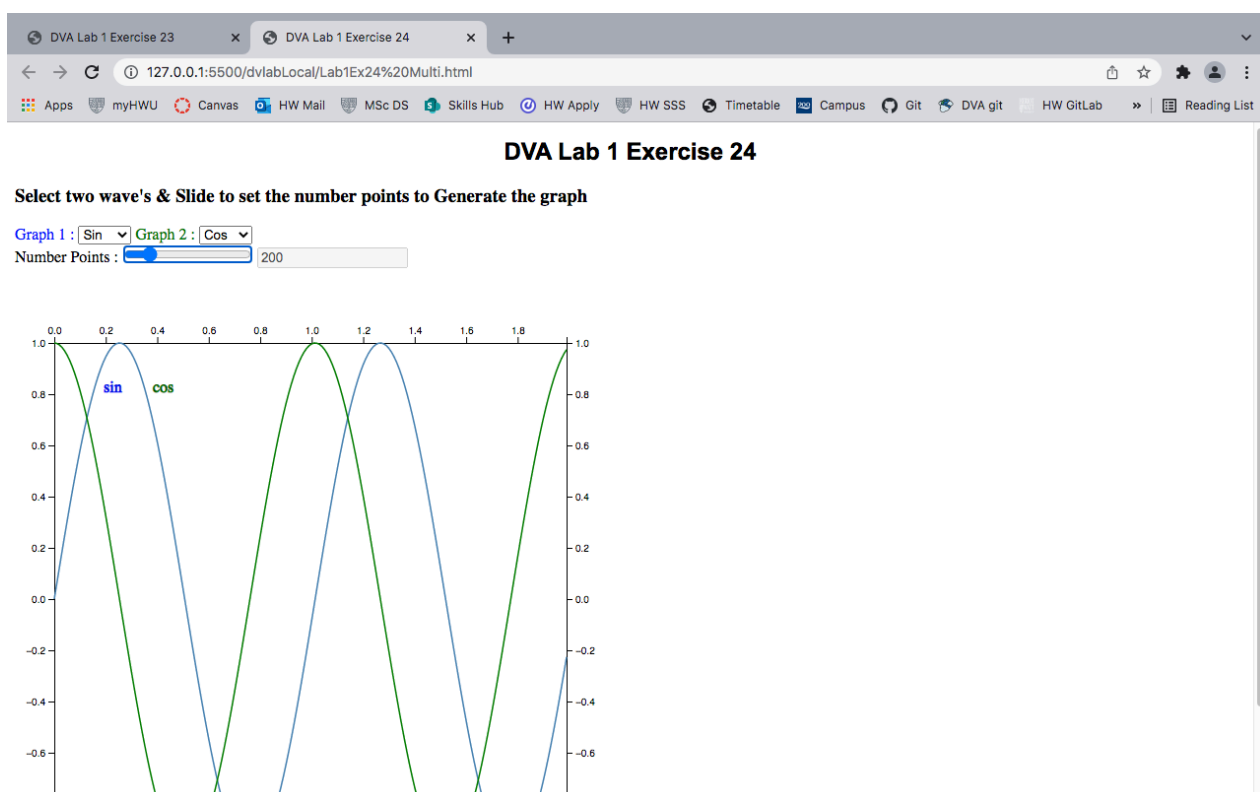 DVA Lab 1 Exercise 23 DVA Lab 1 Exercise 24
127.0.0.1:5500/dvlabLocal/Lab1Ex24%20Multi.html
Apps myHWU Canvas HW Mail MSc DS Skills Hub HW Apply HW SSS Timetable Campus Git DVA git HW GitLab » Reading List
DVA Lab 1 Exercise 24
Select two wave's & Slide to set the number points to Generate the graph
Graph 1 : Sin Graph 2 : Cos
Number Points : 200
0.0 0.2 0.4 0.6 0.8 1.0 1.2 1.4 1.6 1.8
1.0 1.0
sin cos
0.8 0.8
0.6 0.6
0.4 0.4
0.2 0.2
0.0 0.0
−0.2 −0.2
−0.4 −0.4
−0.6 −0.6